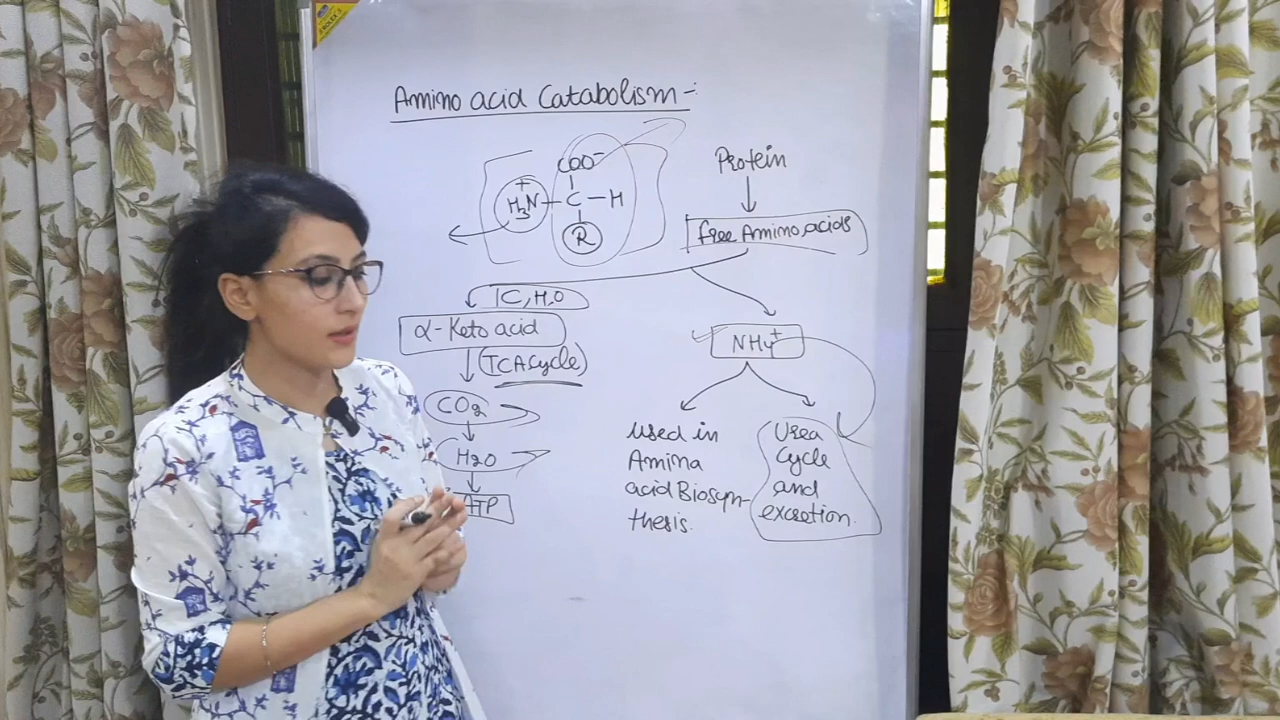 Amino acid Catabolism -:
COO⁻
H₃N⁺ — C — H
R
Protein
free Amino acids
[C, H, O
α-Keto acid
(TCA cycle)
CO2
H2O
ATP
NH4⁺
Used in
Amina
acid Biosyn-
thesis.
Urea
Cycle
and
excretion.